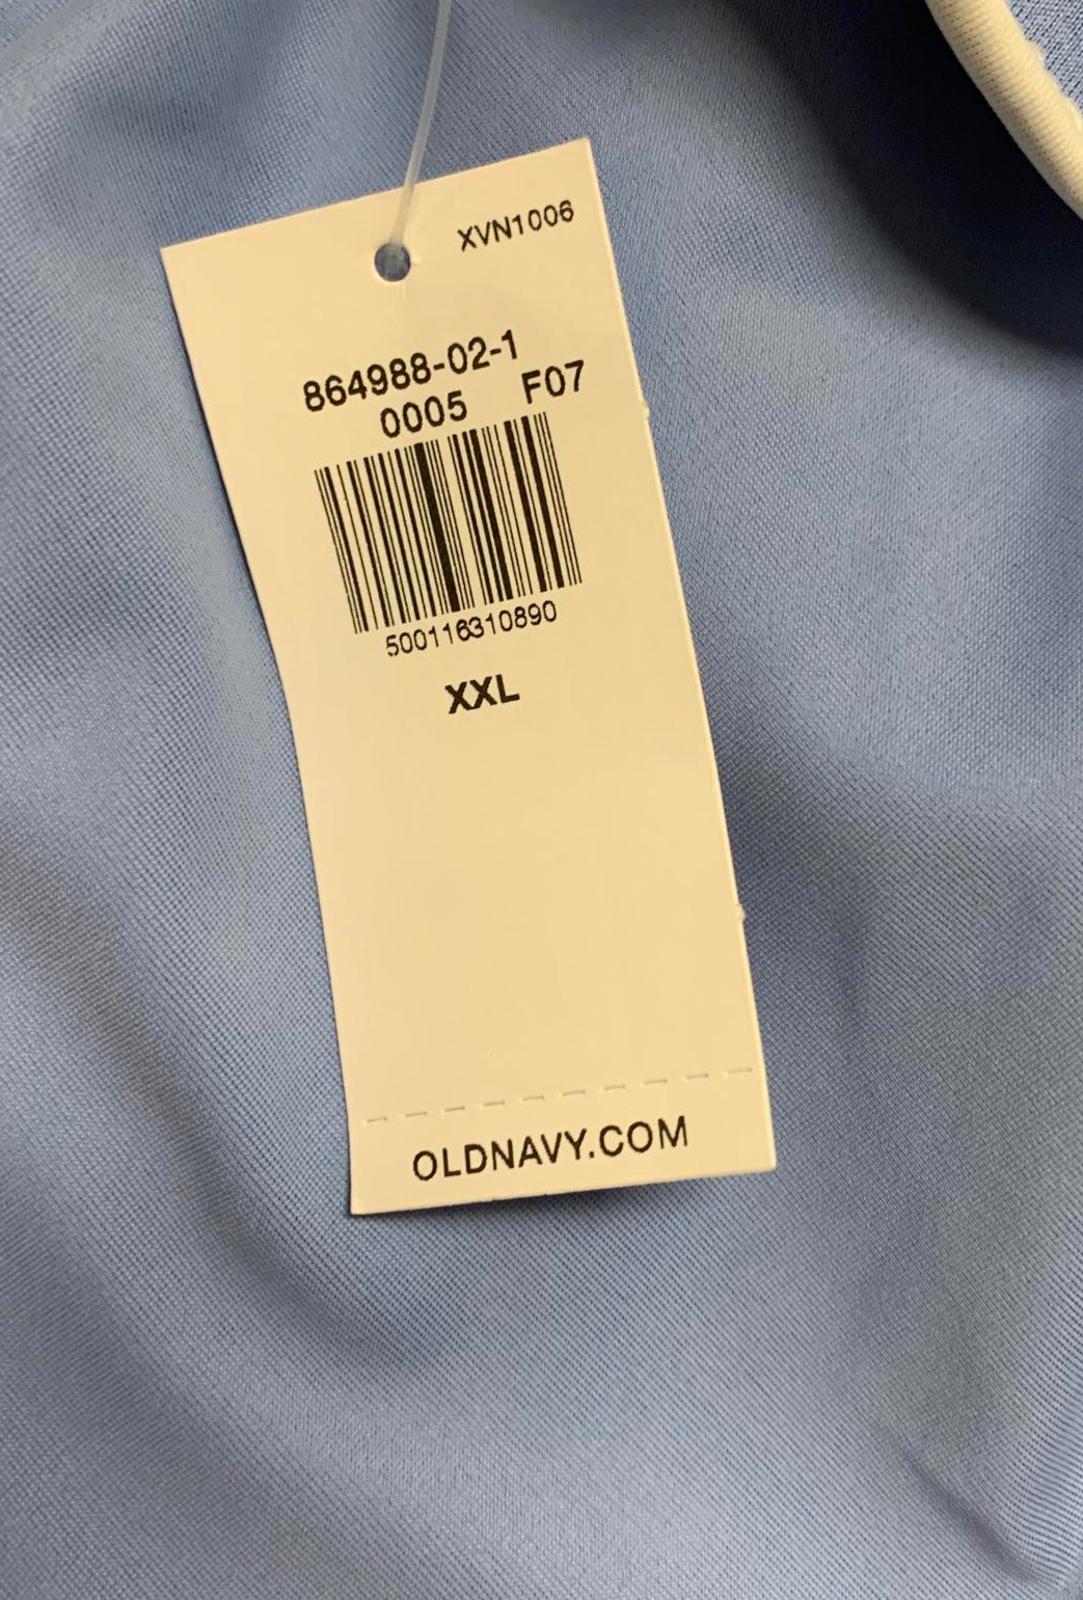 XVN1006
864988-02-1
0005 F07
500116310890
XXL
OLDNAVY.COM